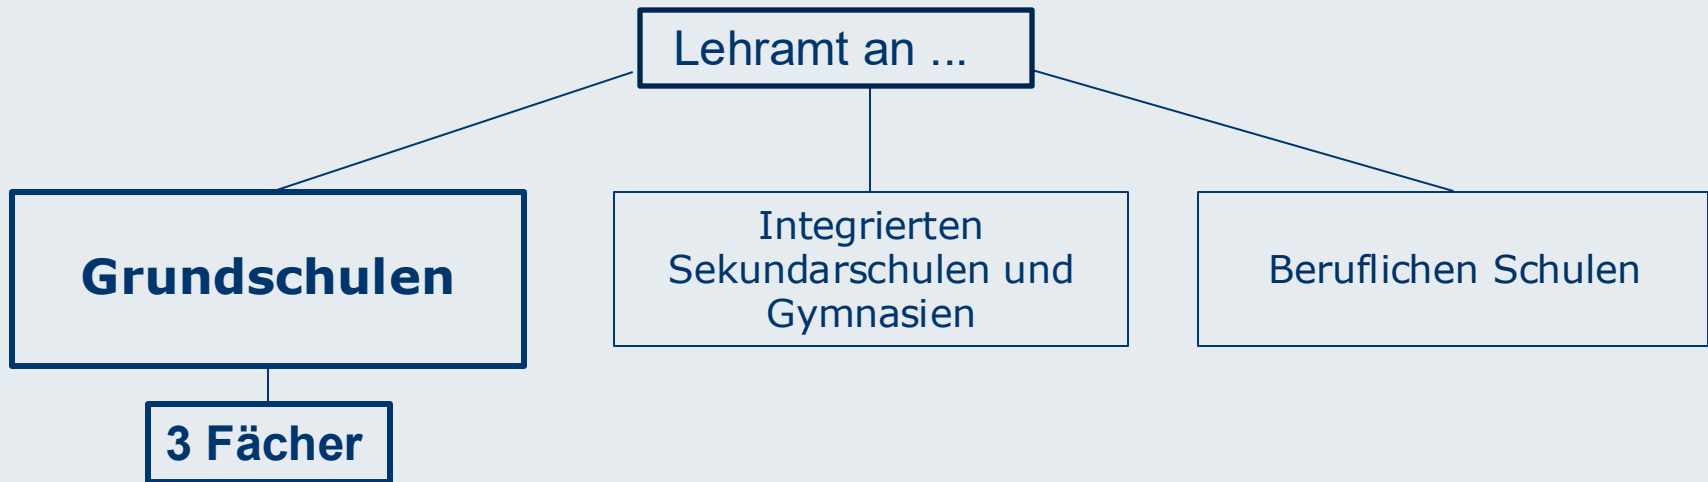 Lehramt an ...
Grundschulen
Integrierten
Sekundarschulen und
Gymnasien
Beruflichen Schulen
3 Fächer